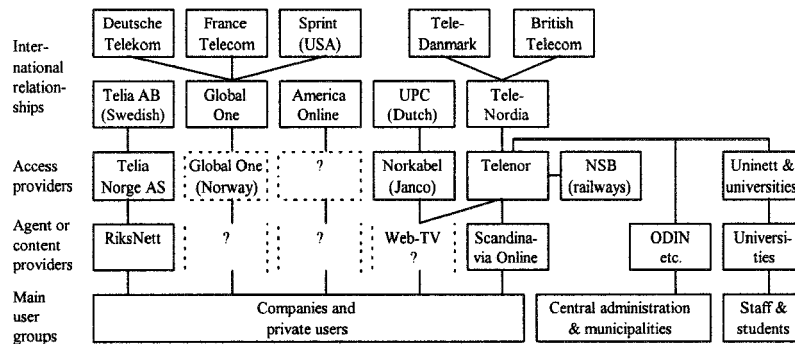 Deutsche
Telekom
France
Telecom
Sprint
(USA)
Tele-
Danmark
British
Telecom
Inter-
national
relation-
ships
Telia AB
(Swedish)
Global
One
America
Online
UPC
(Dutch)
Tele-
Nordia
Access
providers
Telia
Norge AS
Global One
(Norway)
?
Norkabel
(Janco)
Telenor
NSB
(railways)
Uninett &
universities
Agent or
content
providers
RiksNett
?
?
Web-TV
?
Scandina-
via Online
ODIN
etc.
Universi-
ties
Main
user
groups
Companies and
private users
Central administration
& municipalities
Staff &
students